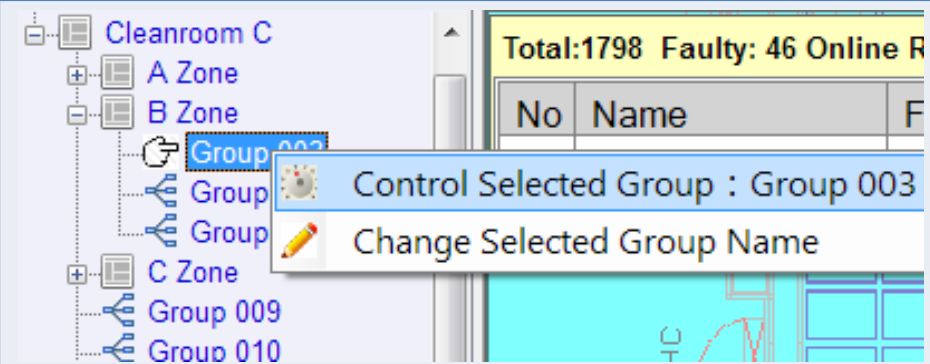 Cleanroom C
A Zone
B Zone
Group 003
Group
Group
C Zone
Group 009
Group 010
Control Selected Group : Group 003
Change Selected Group Name
Total:1798 Faulty: 46 Online R
No Name F